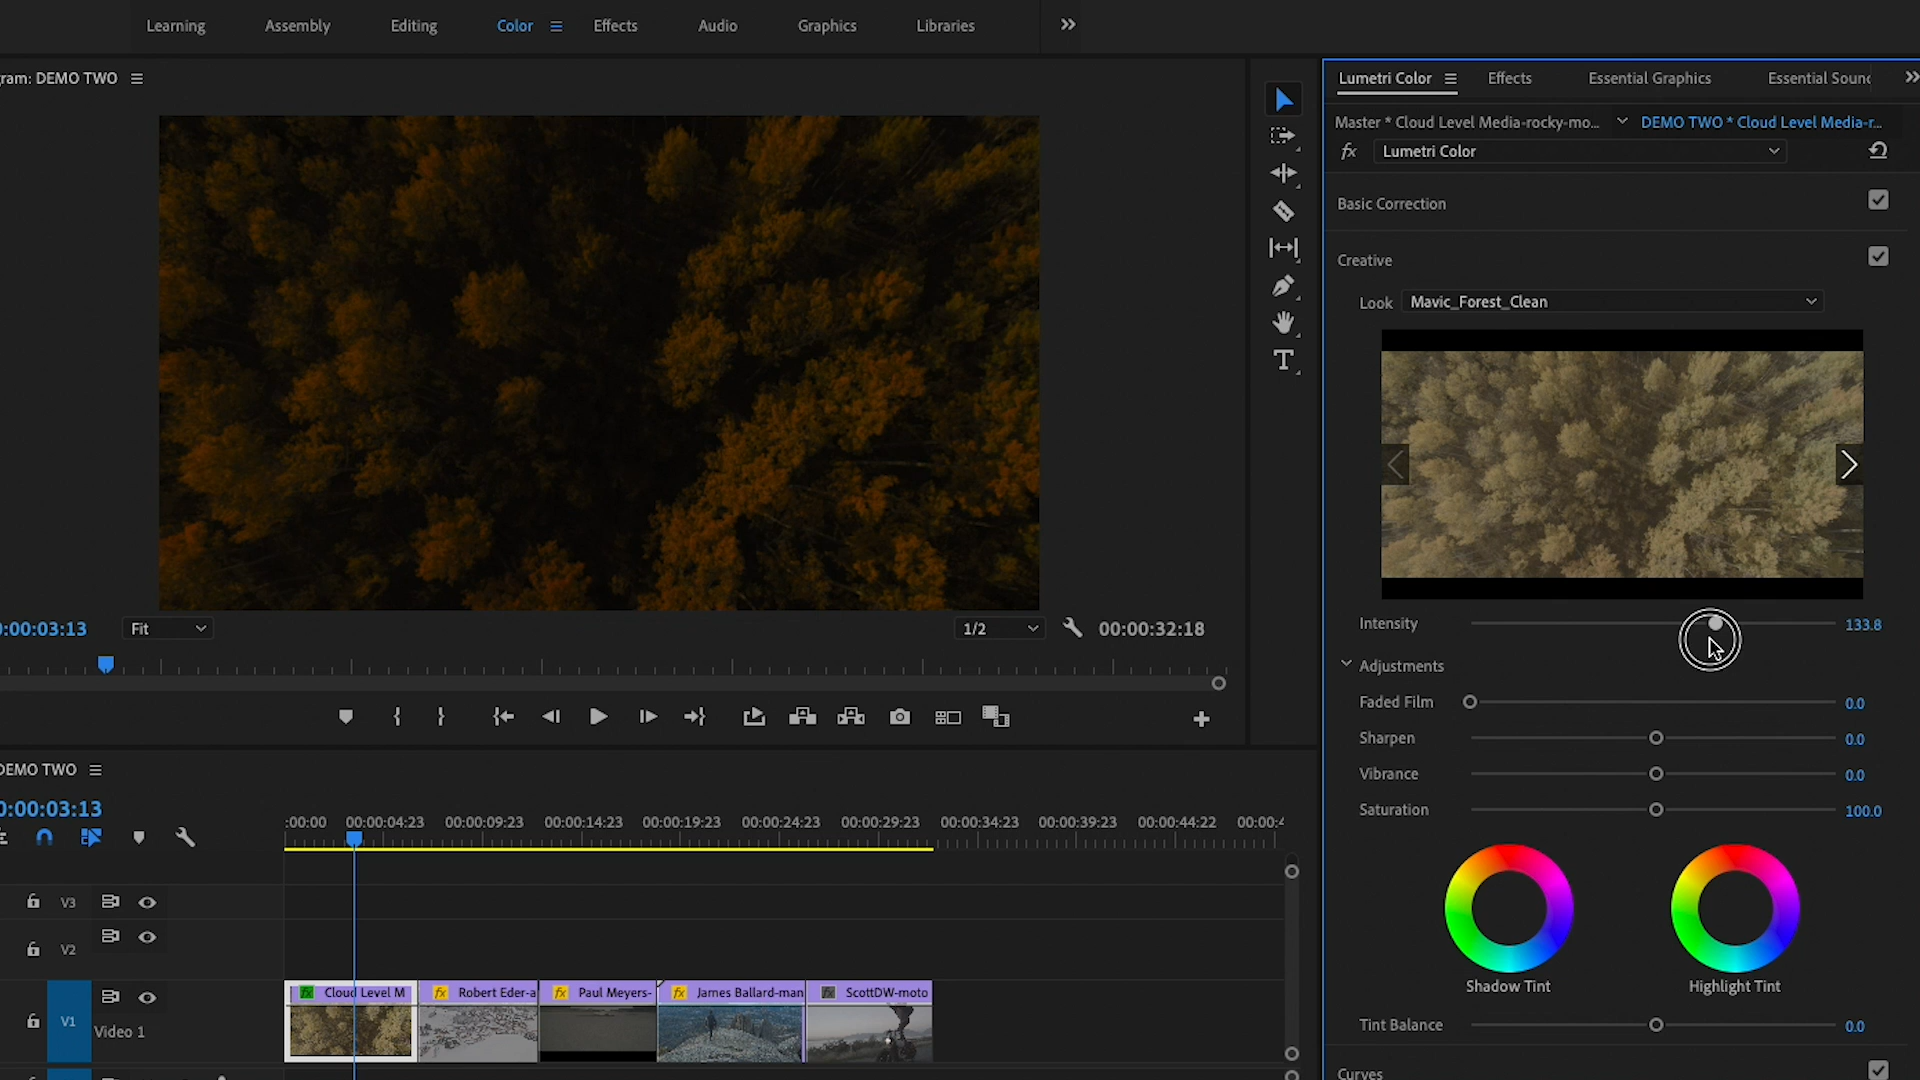 Learning Assembly Editing Color Effects Audio Graphics Libraries
ram: DEMO TWO
Lumetri Color Effects Essential Graphics Essential Soun
Master * Cloud Level Media-rocky-mo... DEMO TWO * Cloud Level Media-r...
fx Lumetri Color
Basic Correction
Creative
Look Mavic_Forest_Clean
Intensity 133.8
:00:03:13 Fit 1/2 00:00:32:18
Adjustments
Faded Film 0.0
Sharpen 0.0
Vibrance 0.0
Saturation 100.0
DEMO TWO
0:00:03:13
:00:00 00:00:04:23 00:00:09:23 00:00:14:23 00:00:19:23 00:00:24:23 00:00:29:23 00:00:34:23 00:00:39:23 00:00:44:22 00:00:4
V3
V2
fx Cloud Level M fx Robert Eder-a fx Paul Meyers- fx James Ballard-man fx ScottDW-moto
V1 Video 1
Shadow Tint Highlight Tint
Tint Balance 0.0
Curves